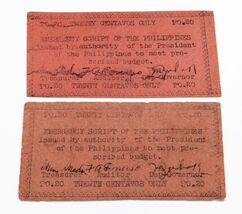 P0.20 TWENTY CENTAVOS ONLY P0.20
EMERGENCY SCRIPT OF THE PHILIPPINES
Issued by authority of the President
the Philippines to meet pre-
scribed budget.
Treasurer Auditor Governor
P0.20 TWENTY CENTAVOS ONLY P0.20
P0.20 TWENTY CENTAVOS ONLY P0.20
EMERGENCY SCRIPT OF THE PHILIPPINES
Issued By authority of the President
of the Philippines to meet pre-
scribed budget.
Treasurer Auditor Governor
P0.20 TWENTY CENTAVOS ONLY P0.20